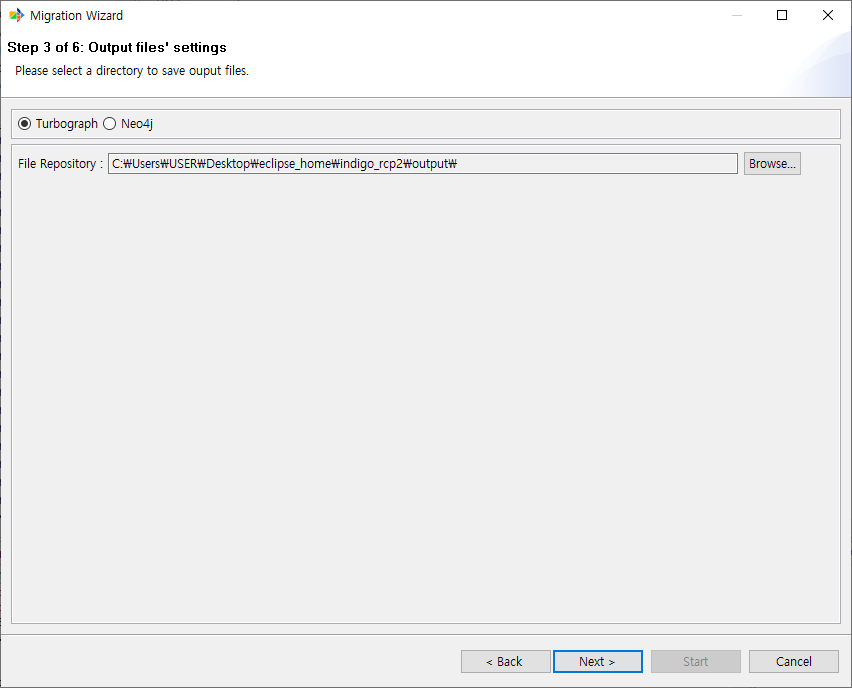 Migration Wizard
Step 3 of 6: Output files' settings
Please select a directory to save ouput files.
Turbograph Neo4j
File Repository : C:₩Users₩USER₩Desktop₩eclipse_home₩indigo_rcp2₩output₩ Browse...
< Back Next > Start Cancel